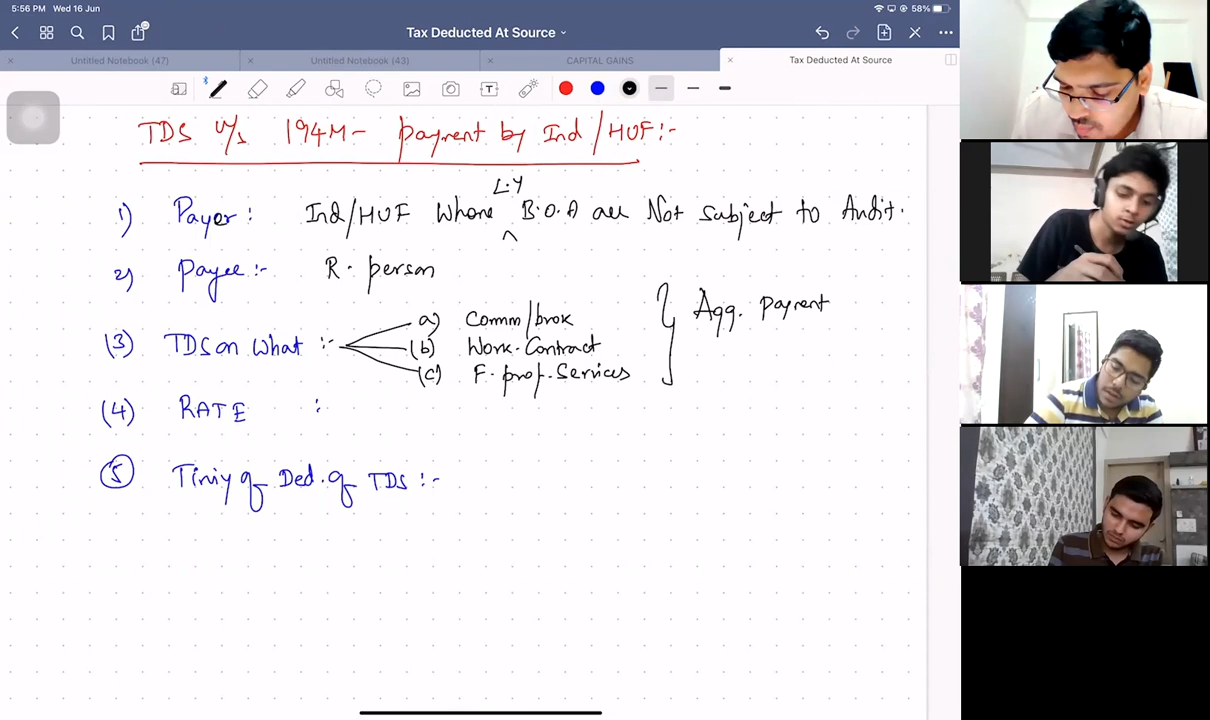 5:56 PM Wed 16 Jun
58%
Tax Deducted At Source
Untitled Notebook (47)
Untitled Notebook (43)
CAPITAL GAINS
Tax Deducted At Source
TDS u/s 194M - payment by Ind/HUF:-
L.Y
1) Payer : Ind/HUF Whose ^ B.O.A are Not subject to Audit.
2) Payee :- R. person
(3) TDS on What :-
a) Comm/brok
(b) Work. Contract
(c) F. prof. Services
} Agg. payment
(4) RATE :
(5) Timing of Ded. of TDS :-